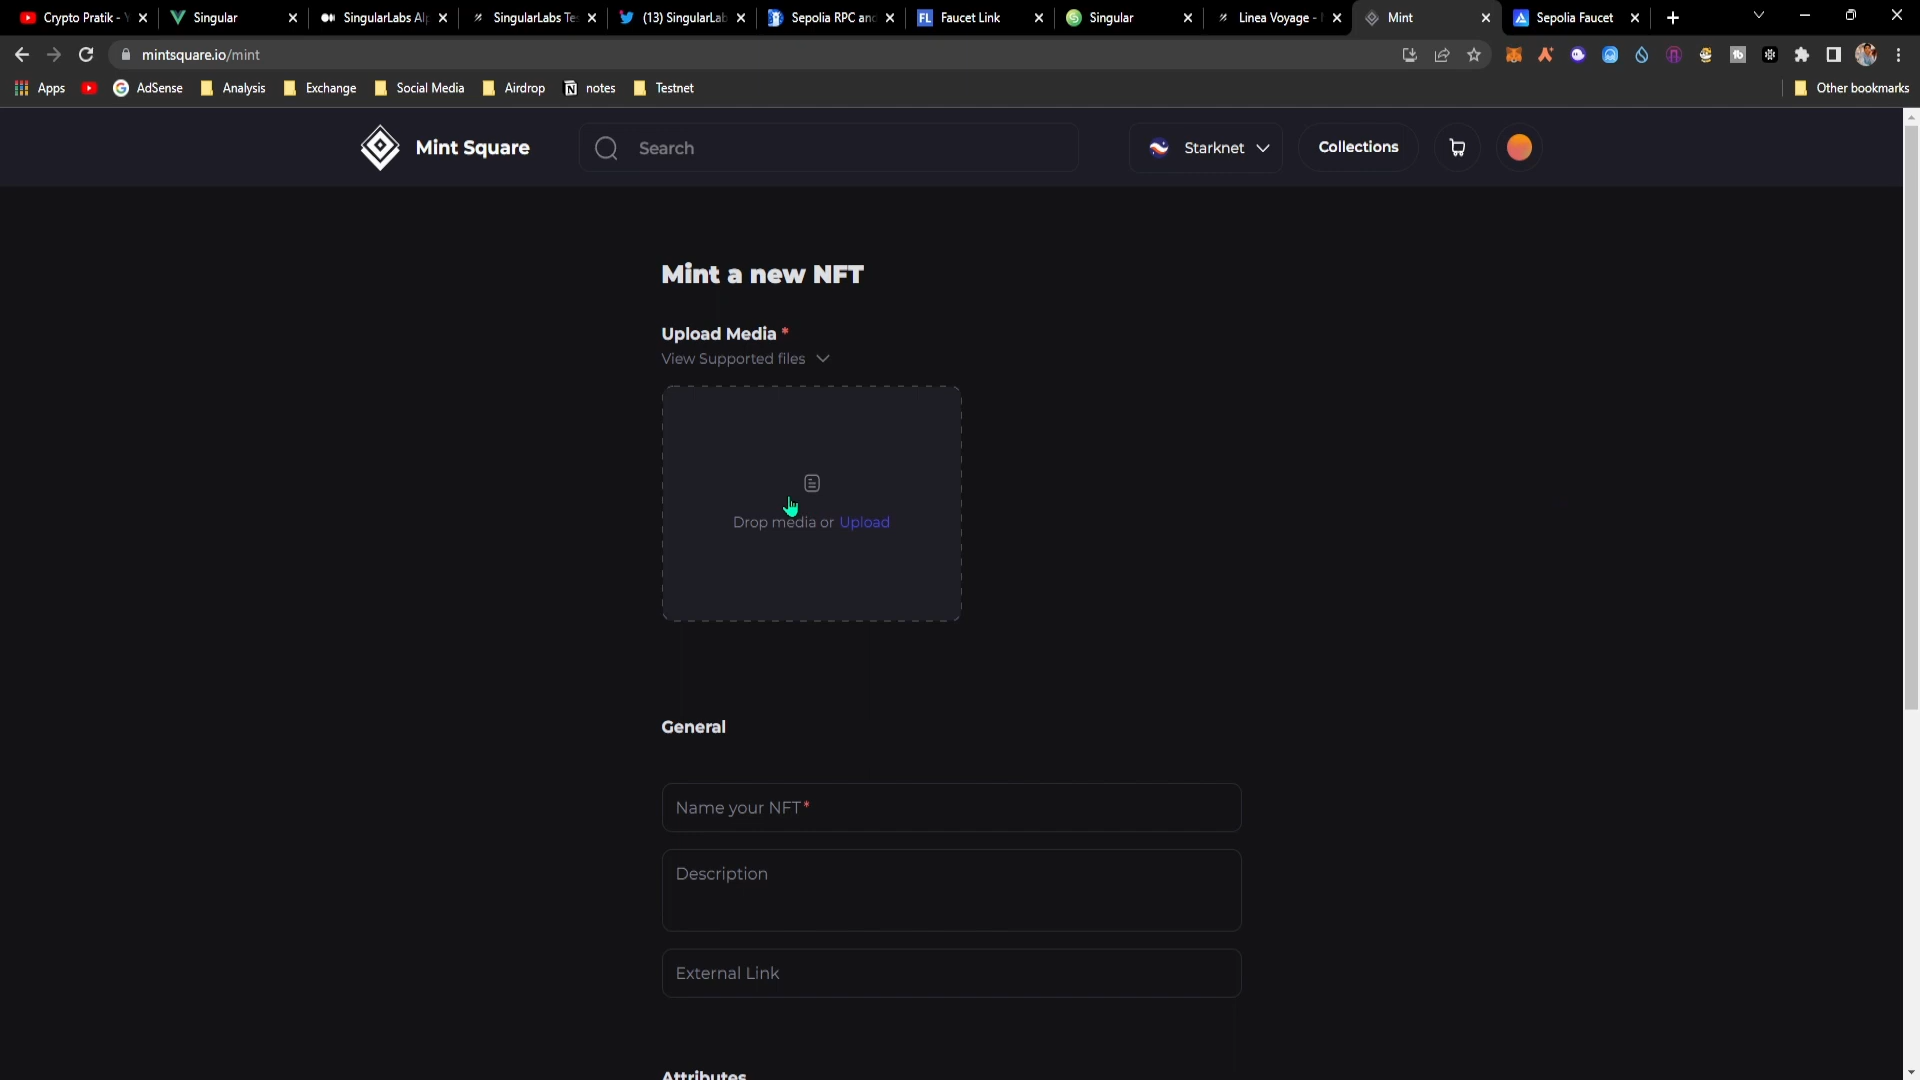 Crypto Pratik - Y
Singular
SingularLabs Al
SingularLabs Te
(13) SingularLab
Sepolia RPC and
FL Faucet Link
Singular
Linea Voyage -
Mint
Sepolia Faucet
mintsquare.io/mint
Apps
AdSense
Analysis
Exchange
Social Media
Airdrop
notes
Testnet
Other bookmarks
Mint Square
Search
Starknet
Collections
Mint a new NFT
Upload Media *
View Supported files
Drop media or Upload
General
Name your NFT*
Description
External Link
Attributes